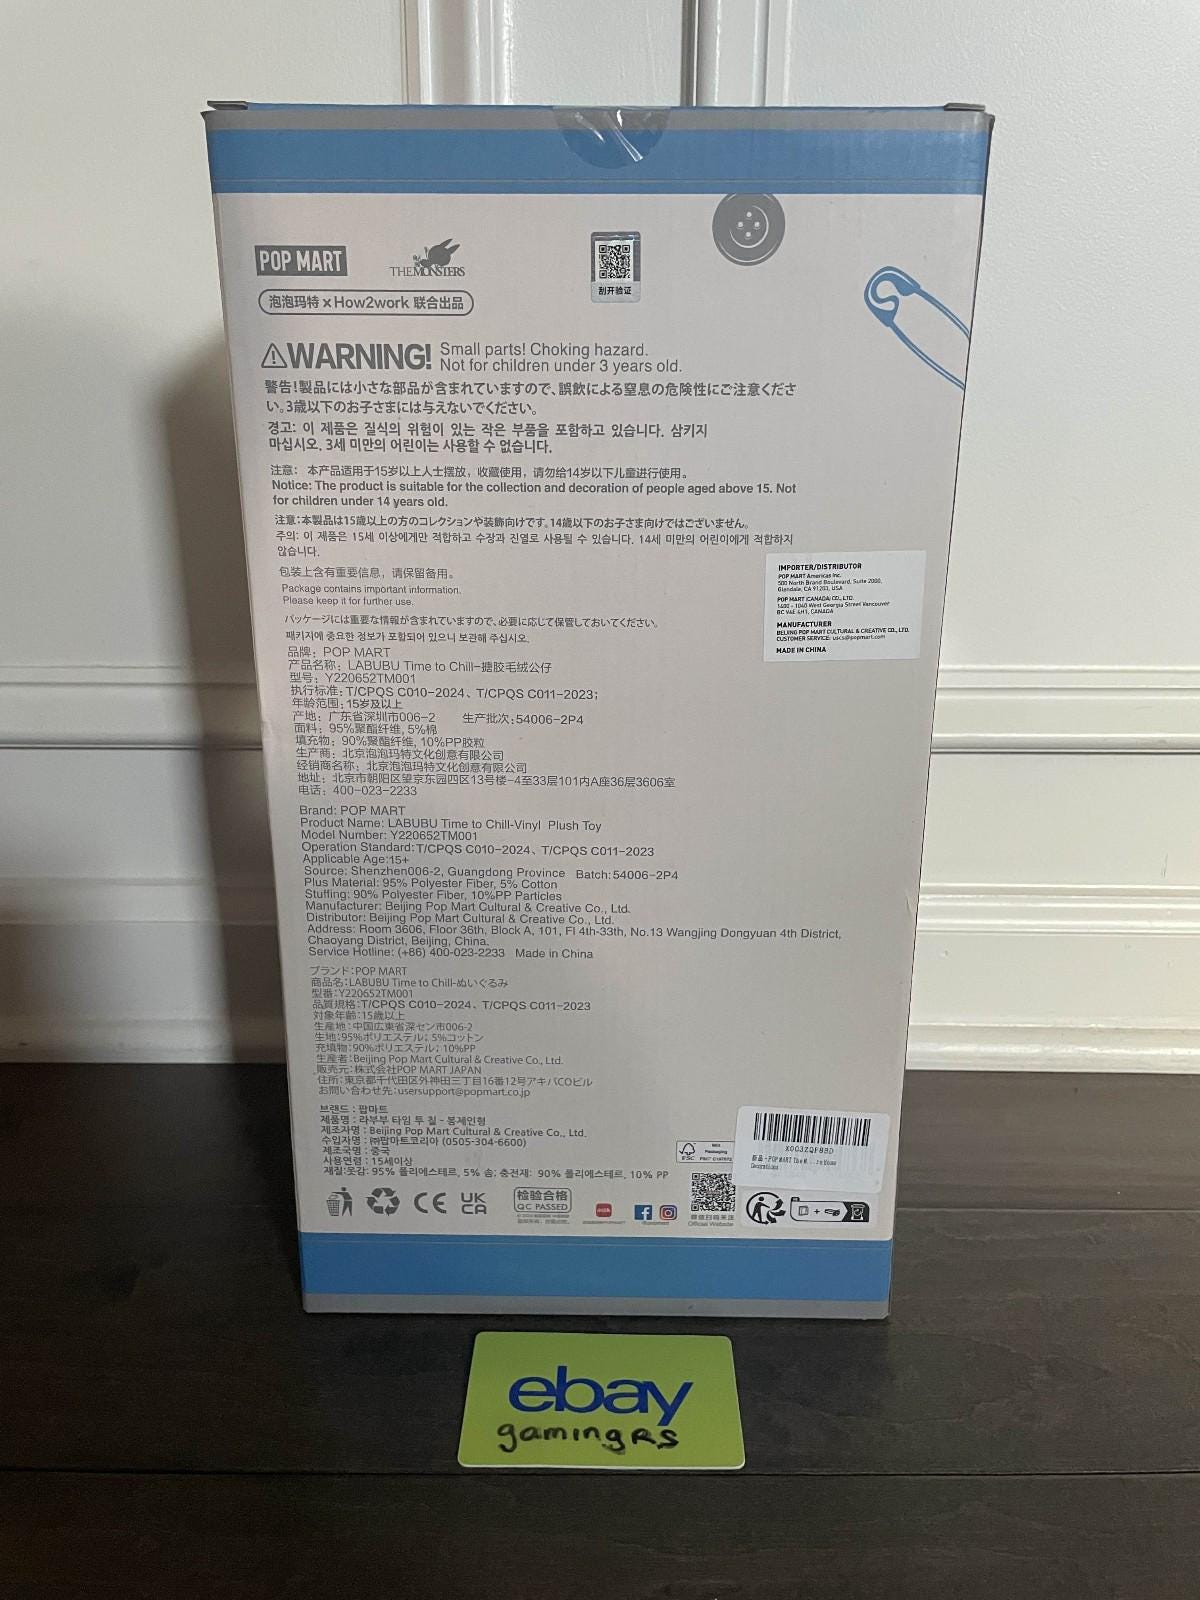 POP MART
THE MONSTERS
泡泡玛特 × How2work 联合出品
刮开验证
WARNING! Small parts! Choking hazard.
Not for children under 3 years old.
警告!製品には小さな部品が含まれていますので、誤飲による窒息の危険性にご注意くださ
い。3歳以下のお子さまには与えないでください。
경고: 이 제품은 질식의 위험이 있는 작은 부품을 포함하고 있습니다. 삼키지
마십시오. 3세 미만의 어린이는 사용할 수 없습니다.
注意： 本产品适用于15岁以上人士摆放，收藏使用，请勿给14岁以下儿童进行使用。
Notice: The product is suitable for the collection and decoration of people aged above 15. Not
for children under 14 years old.
注意:本製品は15歳以上の方のコレクションや装飾向けです。14歳以下のお子さま向けではございません。
주의: 이 제품은 15세 이상에게만 적합하고 수장과 진열로 사용될 수 있습니다. 14세 미만의 어린이에게 적합하지
않습니다.
包装上含有重要信息，请保留备用。
Package contains important information.
Please keep it for further use.
パッケージには重要な情報が含まれていますので、必要に応じて保管しておいてください。
패키지에 중요한 정보가 포함되어 있으니 보관해 주십시오.
IMPORTER/DISTRIBUTOR
POP MART Americas Inc.
500 North Brand Boulevard, Suite 2000,
Glendale, CA 91203, USA
POP MART (CANADA) CO., LTD.
1400 - 1040 West Georgia Street Vancouver
BC V6E 4H1, CANADA
MANUFACTURER
BEIJING POP MART CULTURAL & CREATIVE CO., LTD.
CUSTOMER SERVICE: uscs@popmart.com
MADE IN CHINA
品牌：POP MART
产品名称：LABUBU Time to Chill-搪胶毛绒公仔
型号：Y220652TM001
执行标准：T/CPQS C010-2024、T/CPQS C011-2023;
年龄范围：15岁及以上
产地：广东省深圳市006-2 生产批次:54006-2P4
面料：95%聚酯纤维, 5%棉
填充物：90%聚酯纤维, 10%PP胶粒
生产商：北京泡泡玛特文化创意有限公司
经销商名称：北京泡泡玛特文化创意有限公司
地址：北京市朝阳区望京东园四区13号楼-4至33层101内A座36层3606室
电话：400-023-2233
Brand: POP MART
Product Name: LABUBU Time to Chill-Vinyl Plush Toy
Model Number: Y220652TM001
Operation Standard: T/CPQS C010-2024、T/CPQS C011-2023
Applicable Age:15+
Source: Shenzhen006-2, Guangdong Province Batch:54006-2P4
Plus Material: 95% Polyester Fiber, 5% Cotton
Stuffing: 90% Polyester Fiber, 10%PP Particles
Manufacturer: Beijing Pop Mart Cultural & Creative Co., Ltd.
Distributor: Beijing Pop Mart Cultural & Creative Co., Ltd.
Address: Room 3606, Floor 36th, Block A, 101, Fl 4th-33th, No.13 Wangjing Dongyuan 4th District,
Chaoyang District, Beijing, China.
Service Hotline: (+86) 400-023-2233 Made in China
ブランド:POP MART
商品名:LABUBU Time to Chill-ぬいぐるみ
型番:Y220652TM001
品質規格:T/CPQS C010-2024、T/CPQS C011-2023
対象年齢:15歳以上
生産地:中国広東省深セン市006-2
生地:95%ポリエステル; 5%コットン
充填物:90%ポリエステル; 10%PP
生産者:Beijing Pop Mart Cultural & Creative Co., Ltd.
販売元:株式会社POP MART JAPAN
住所:東京都千代田区外神田三丁目16番12号アキバCOビル
お問い合わせ先:usersupport@popmart.co.jp
브랜드 : 팝마트
제품명 : 라부부 타임 투 칠 - 봉제인형
제조자명 : Beijing Pop Mart Cultural & Creative Co., Ltd.
수입자명 : ㈜팝마트코리아 (0505-304-6600)
제조국명 : 중국
사용연령 : 15세이상
재질:옷감: 95% 폴리에스테르, 5% 솜; 충전재: 90% 폴리에스테르, 10% PP
FSC
MIX
Packaging
X003ZQF8BD
新品 - POP MART The M... re Home
Decorations
CE
UK
CA
检验合格
QC PASSED
Official Website
ebay
gamingRS